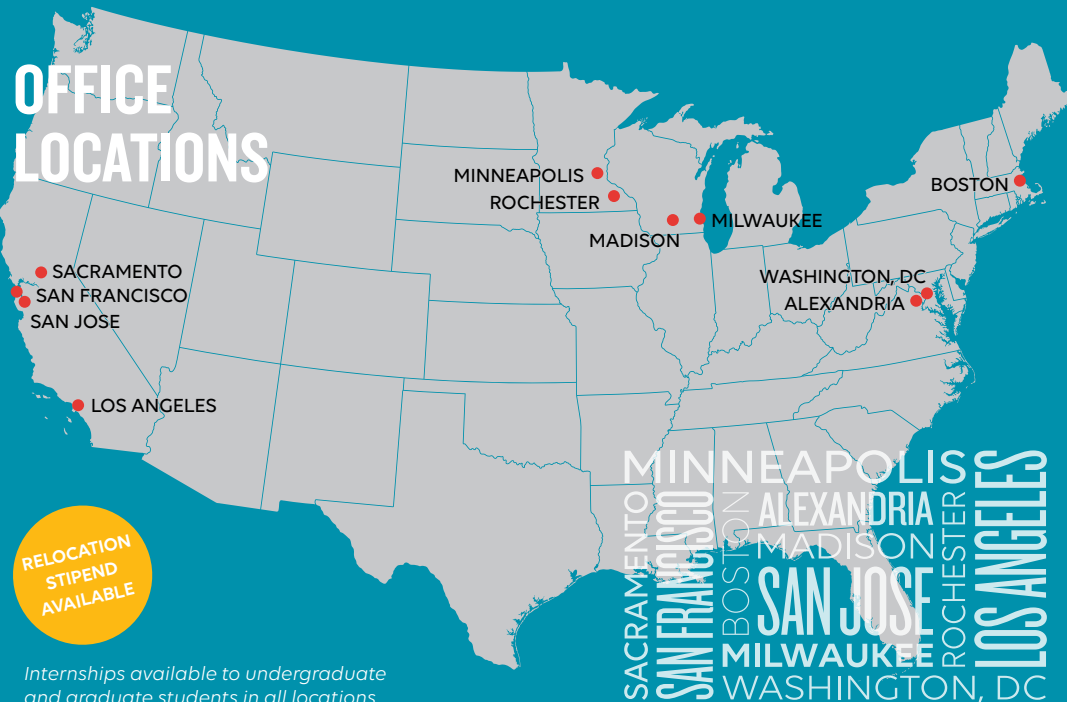 OFFICE
LOCATIONS
MINNEAPOLIS
ROCHESTER
MADISON
MILWAUKEE
BOSTON
WASHINGTON, DC
ALEXANDRIA
SACRAMENTO
SAN FRANCISCO
SAN JOSE
LOS ANGELES
RELOCATION
STIPEND
AVAILABLE
Internships available to undergraduate
and graduate students in all locations
MINNEAPOLIS
SACRAMENTO
SAN FRANCISCO
BOSTON
ALEXANDRIA
MADISON
SAN JOSE
MILWAUKEE
WASHINGTON, DC
ROCHESTER
LOS ANGELES